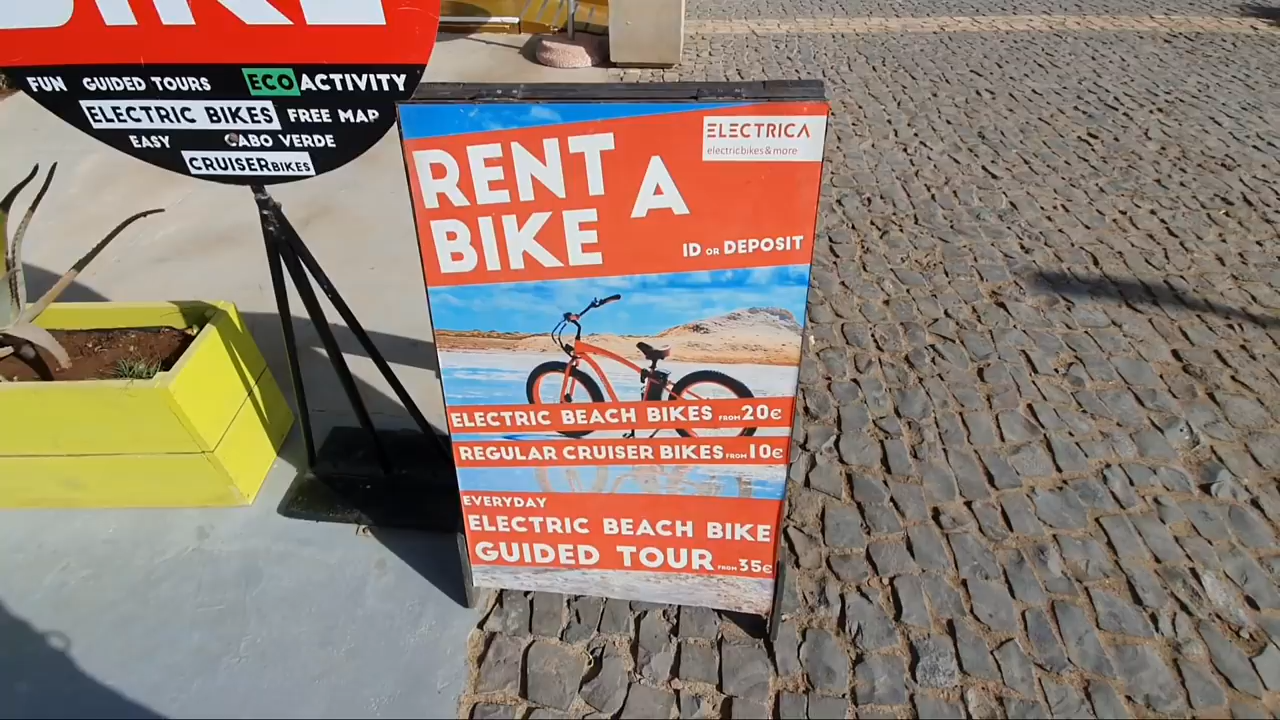 BIKE
FUN GUIDED TOURS ECO ACTIVITY
ELECTRIC BIKES FREE MAP
EASY CABO VERDE
CRUISERBIKES
ELECTRICA
electricbikes & more
RENT A
BIKE
ID OR DEPOSIT
ELECTRIC BEACH BIKES FROM 20€
REGULAR CRUISER BIKES FROM 10€
EVERYDAY
ELECTRIC BEACH BIKE
GUIDED TOUR FROM 35€